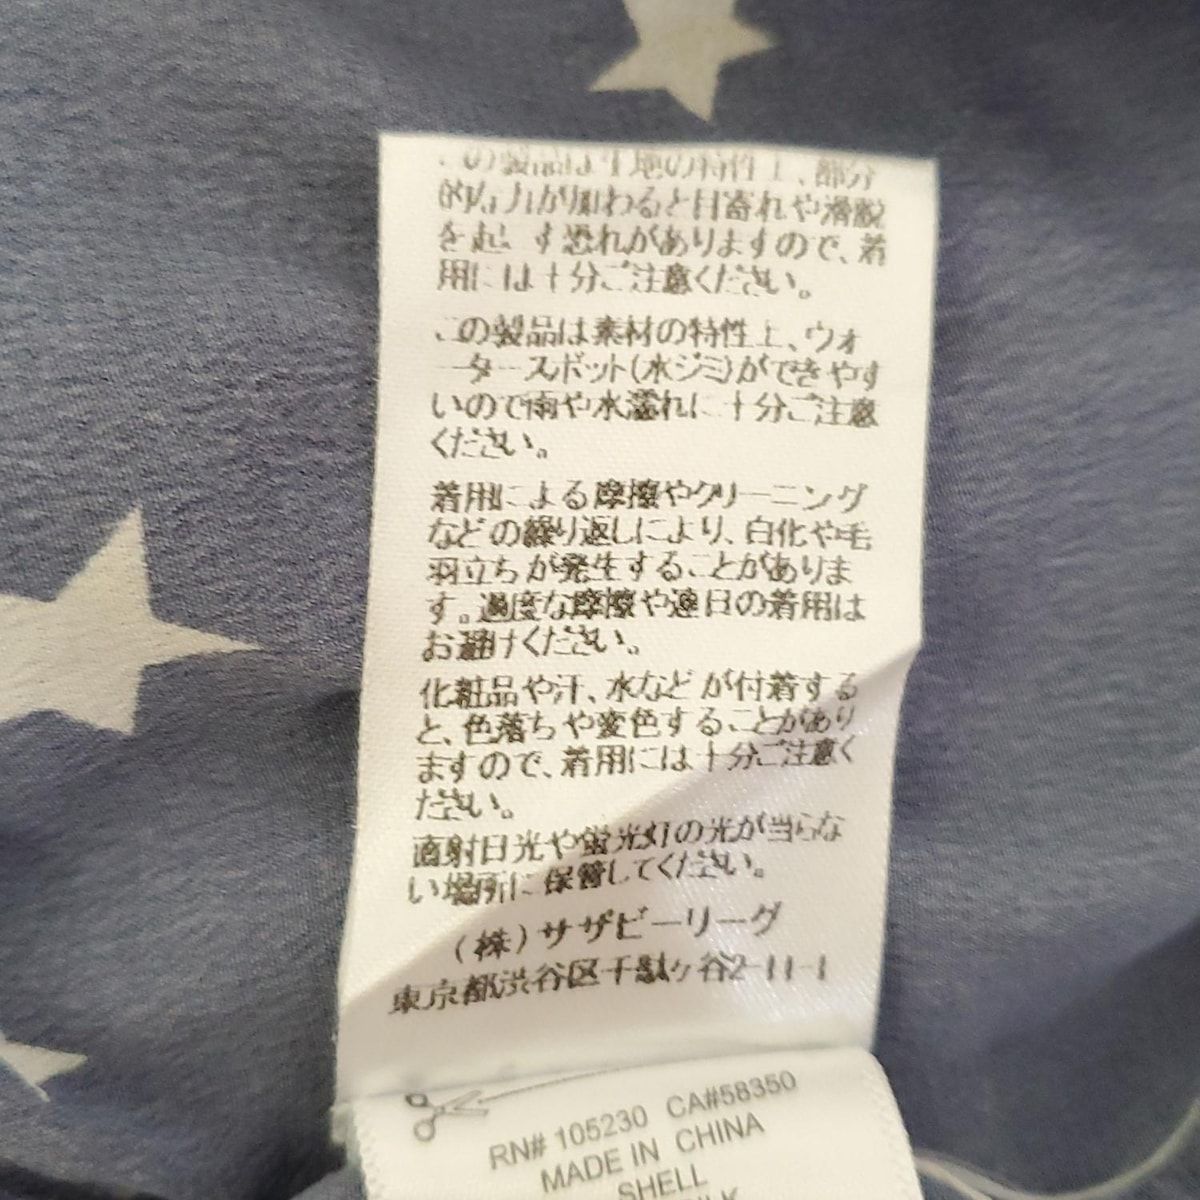 この製品は生地の特性上、部分
的な力が加わると目寄れや滑脱
を起こす恐れがありますので、着
用には十分ご注意ください。
この製品は素材の特性上、ウォ
ータースポット(水ジミ)ができやす
いので雨や水濡れに十分ご注意
ください。
着用による摩擦やクリーニング
などの繰り返しにより、白化や毛
羽立ちが発生することがありま
す。過度な摩擦や連日の着用は
お避けください。
化粧品や汗、水などが付着する
と、色落ちや変色することがあり
ますので、着用には十分ご注意く
ださい。
直射日光や蛍光灯の光が当らな
い場所に保管してください。
(株)サザビーリーグ
東京都渋谷区千駄ヶ谷2-11-1
RN# 105230 CA#58350
MADE IN CHINA
SHELL